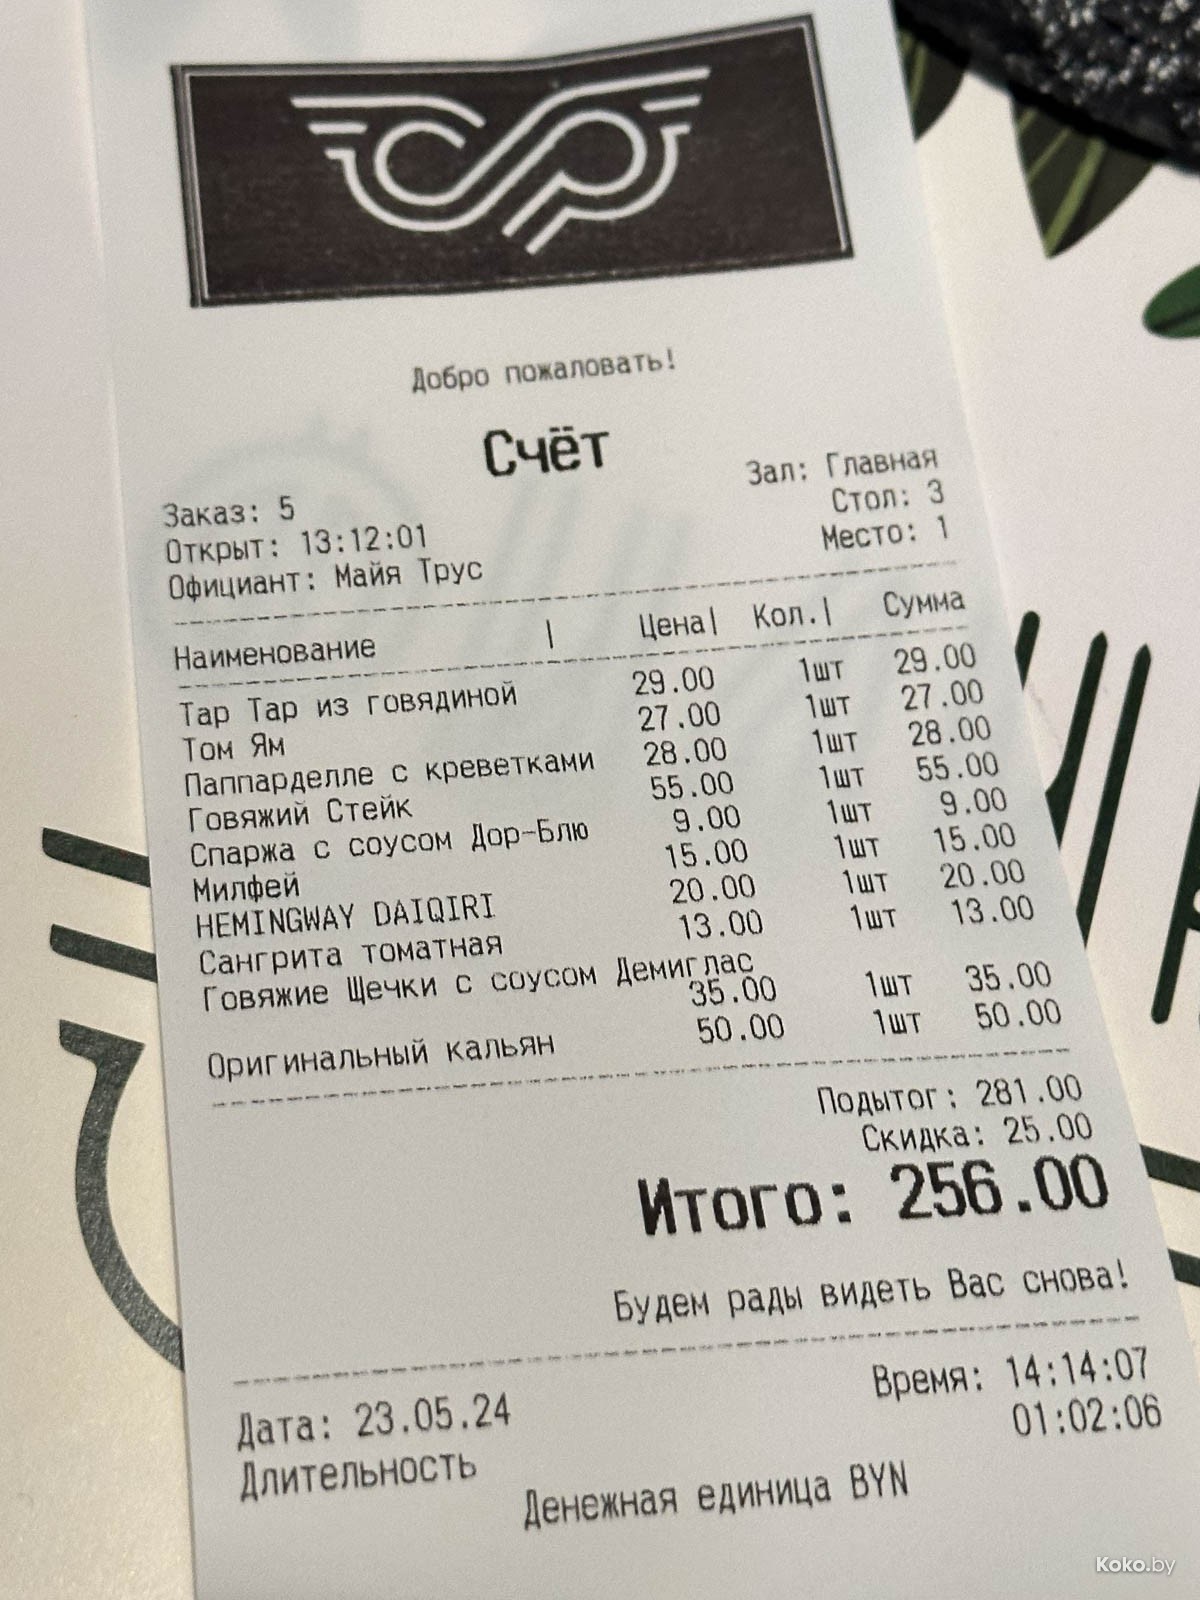 Добро пожаловать!
Счёт
Заказ: 5
Зал: Главная
Открыт: 13:12:01
Стол: 3
Официант: Майя Трус
Место: 1
Наименование | Цена| Кол.| Сумма
Тар Тар из говядиной 29.00 1шт 29.00
Том Ям 27.00 1шт 27.00
Паппарделле с креветками 28.00 1шт 28.00
Говяжий Стейк 55.00 1шт 55.00
Спаржа с соусом Дор-Блю 9.00 1шт 9.00
Милфей 15.00 1шт 15.00
HEMINGWAY DAIQIRI 20.00 1шт 20.00
Сангрита томатная 13.00 1шт 13.00
Говяжие Щечки с соусом Демиглас
35.00 1шт 35.00
Оригинальный кальян 50.00 1шт 50.00
Подытог: 281.00
Скидка: 25.00
Итого: 256.00
Будем рады видеть Вас снова!
Дата: 23.05.24 Время: 14:14:07
Длительность 01:02:06
Денежная единица BYN
Koko.by